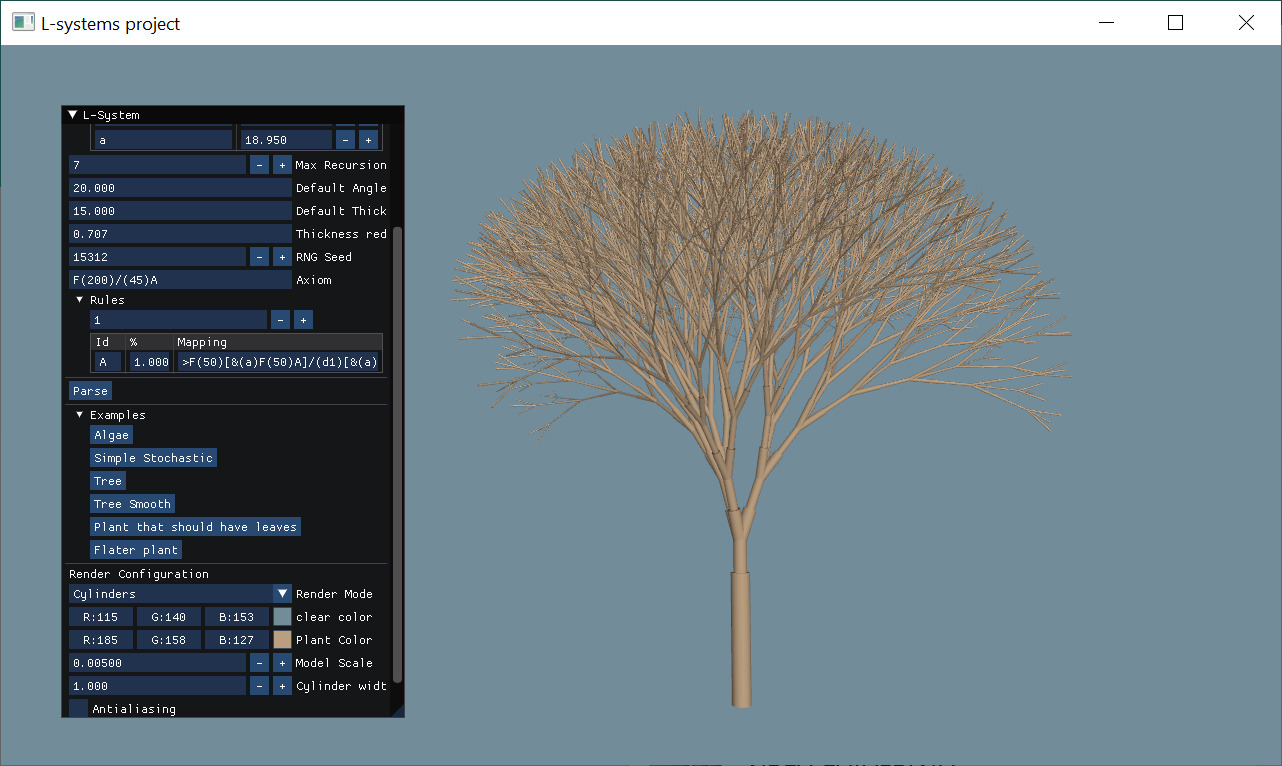 L-systems project
L-System
a 18.950 - +
7 - + Max Recursion
20.000 Default Angle
15.000 Default Thick
0.707 Thickness red
15312 - + RNG Seed
F(200)/(45)A Axiom
Rules
1 - +
Id % Mapping
A 1.000 >F(50)[&(a)F(50)A]/(d1)[&(a)
Parse
Examples
Algae
Simple Stochastic
Tree
Tree Smooth
Plant that should have leaves
Flater plant
Render Configuration
Cylinders Render Mode
R:115 G:140 B:153 clear color
R:185 G:158 B:127 Plant Color
0.00500 - + Model Scale
1.000 - + Cylinder widt
Antialiasing